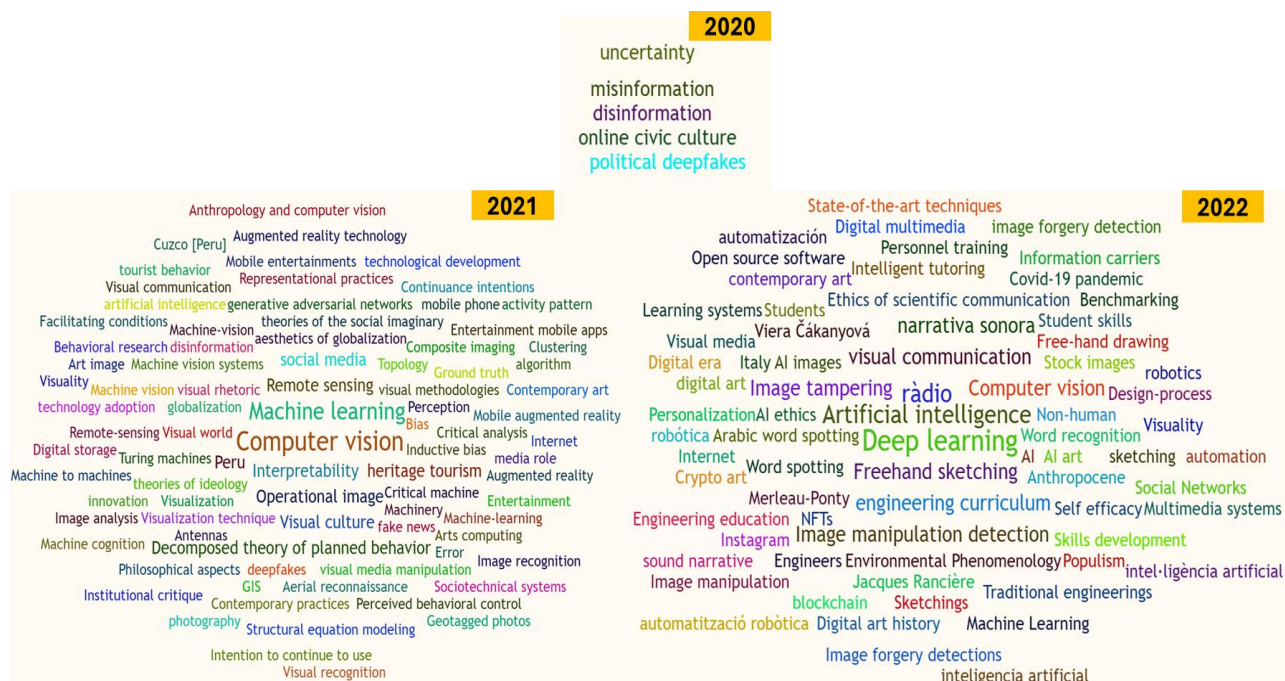 2020
uncertainty
misinformation
disinformation
online civic culture
political deepfakes
2021
Anthropology and computer vision
Cuzco [Peru] Augmented reality technology
Mobile entertainments technological development
tourist behavior Representational practices
Visual communication Continuance intentions
artificial intelligence generative adversarial networks mobile phone activity pattern
Facilitating conditions theories of the social imaginary
Machine-vision Entertainment mobile apps
aesthetics of globalization
Behavioral research disinformation Composite imaging Clustering
Art image Machine vision systems social media Topology algorithm
Ground truth
Visuality
Machine vision visual rhetoric Remote sensing visual methodologies Contemporary art
technology adoption globalization Machine learning Perception Mobile augmented reality
Bias
Remote-sensing Visual world Critical analysis
Computer vision Internet
Digital storage Inductive bias
Turing machines Peru media role
Machine to machines Interpretability heritage tourism Augmented reality
theories of ideology
innovation Visualization Operational image Critical machine Entertainment
Machinery
Image analysis Visualization technique Visual culture fake news Machine-learning
Antennas Arts computing
Machine cognition Decomposed theory of planned behavior Error
Image recognition
Philosophical aspects deepfakes visual media manipulation
GIS Aerial reconnaissance Sociotechnical systems
Institutional critique
Contemporary practices Perceived behavioral control
photography Geotagged photos
Structural equation modeling
Intention to continue to use
Visual recognition
2022
State-of-the-art techniques
Digital multimedia image forgery detection
automatización Personnel training
Open source software Information carriers
Intelligent tutoring
contemporary art Covid-19 pandemic
Ethics of scientific communication Benchmarking
Learning systems Students
Viera Čákanyová narrativa sonora Student skills
Visual media Free-hand drawing
Digital era Italy AI images visual communication Stock images
robotics
digital art Image tampering ràdio Computer vision Design-process
Personalization AI ethics Artificial intelligence Non-human
Visuality
robótica Arabic word spotting Deep learning Word recognition
Internet AI AI art sketching automation
Crypto art Word spotting Freehand sketching Anthropocene
Social Networks
Merleau-Ponty engineering curriculum Self efficacy Multimedia systems
Engineering education NFTs
Instagram Image manipulation detection Skills development
sound narrative Engineers Environmental Phenomenology Populism intel·ligència artificial
Image manipulation Jacques Rancière
Traditional engineerings
blockchain Sketchings
automatització robòtica Digital art history Machine Learning
Image forgery detections
inteligencia artificial